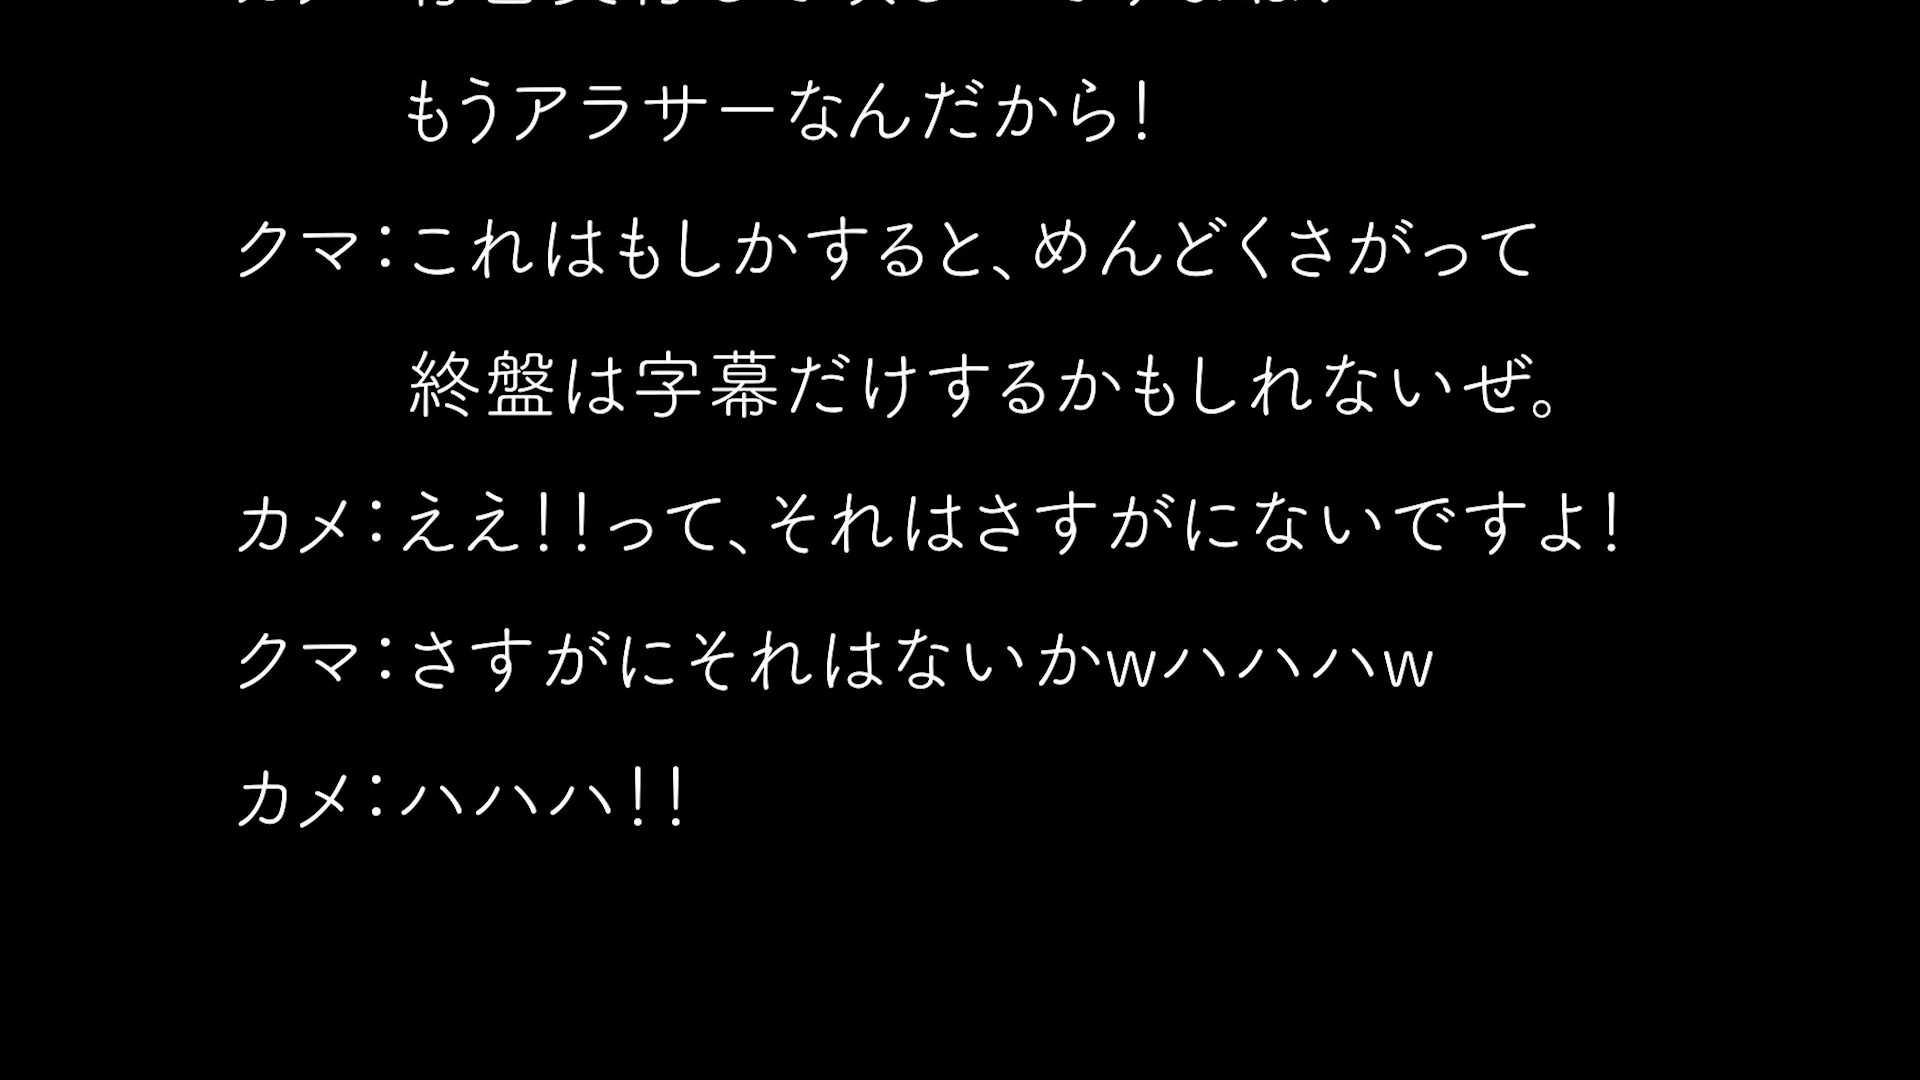 もうアラサーなんだから！
クマ：これはもしかすると、めんどくさがって
終盤は字幕だけするかもしれないぜ。
カメ：ええ！！って、それはさすがにないですよ！
クマ：さすがにそれはないかwハハハw
カメ：ハハハ！！